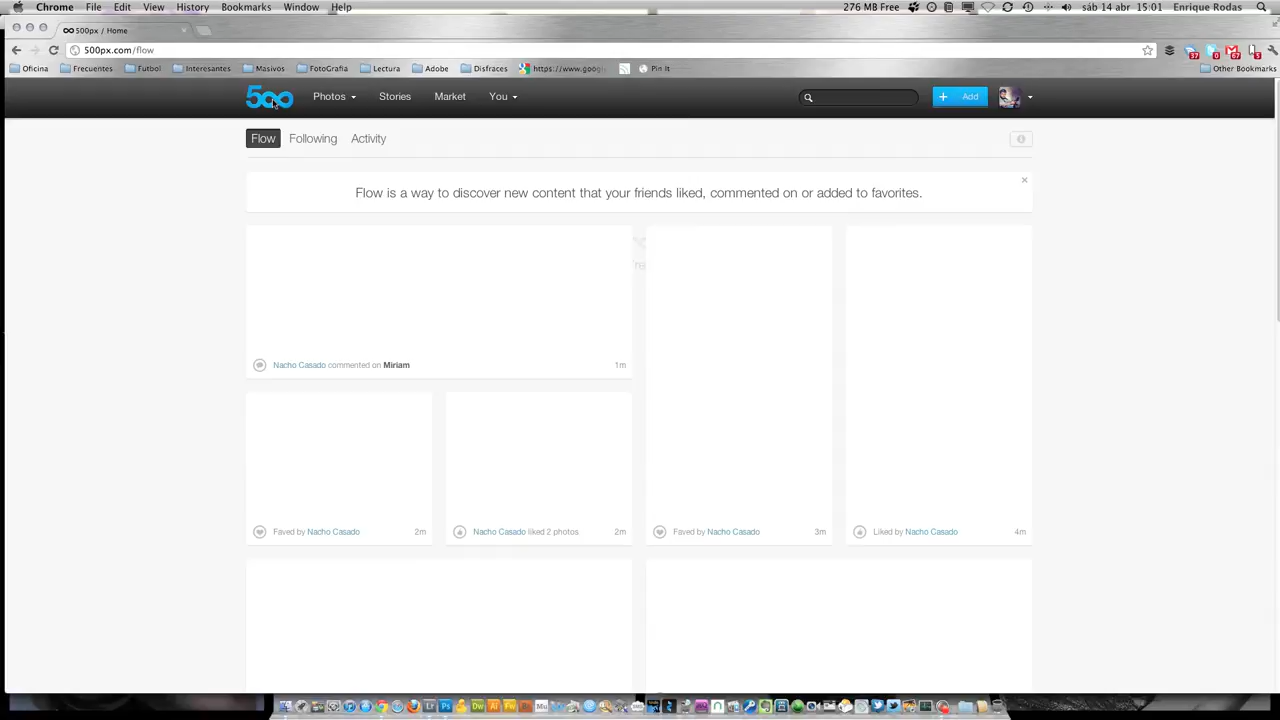 Chrome File Edit View History Bookmarks Window Help 276 MB Free sáb 14 abr 15:01 Enrique Rodas
500px / Home
500px.com/flow
Oficina Frecuentes Futbol Interesantes Masivos FotoGrafia Lectura Adobe Disfraces https://www.googl Pin It Other Bookmarks
500 Photos Stories Market You + Add
Flow Following Activity
Flow is a way to discover new content that your friends liked, commented on or added to favorites.
Nacho Casado commented on Miriam 1m
Faved by Nacho Casado 2m
Nacho Casado liked 2 photos 2m
Faved by Nacho Casado 3m
Liked by Nacho Casado 4m